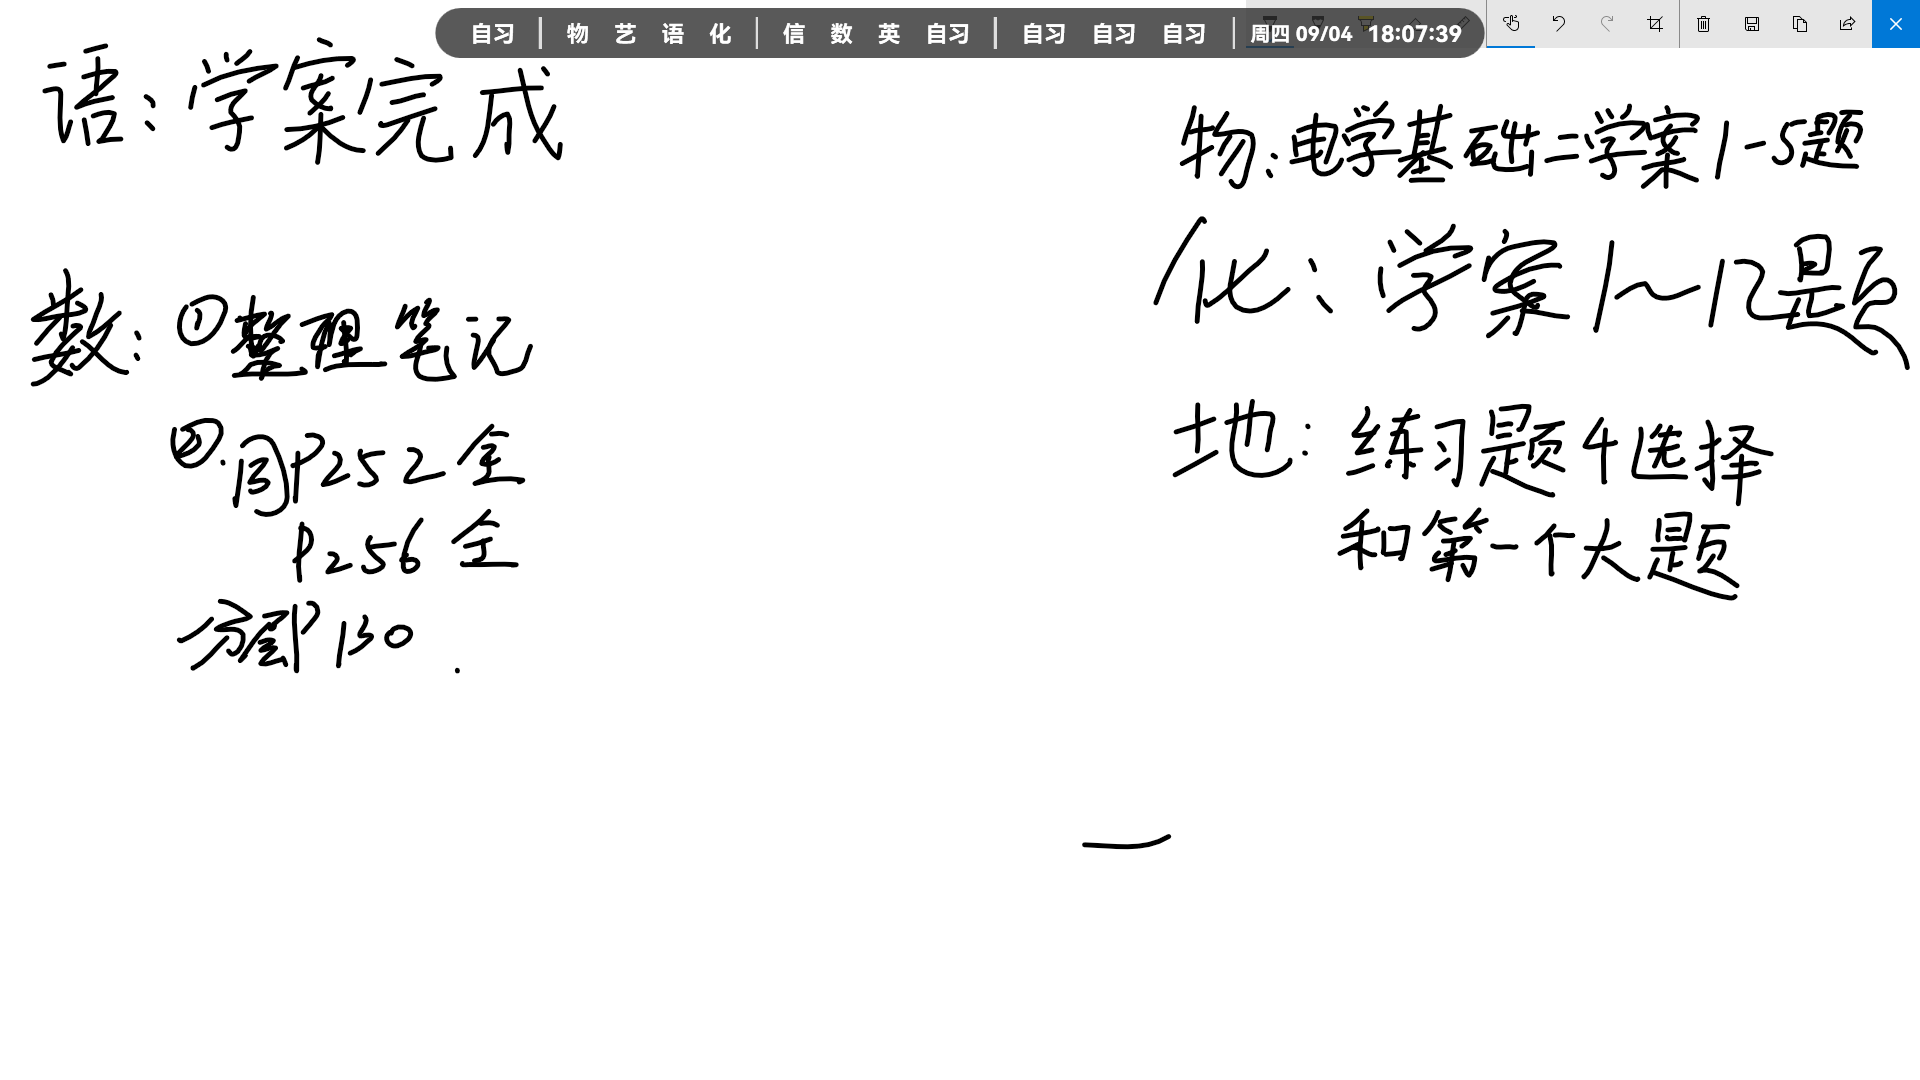 自习 | 物 艺 语 化 | 信 数 英 自习 | 自习 自习 自习 | 周四 09/04 18:07:39
语：学案完成
数：①整理笔记
②.同P252全
P256全
分层P130
物：电学基础二学案1-5题
化：学案1~12题
地：练习题4选择
和第一个大题